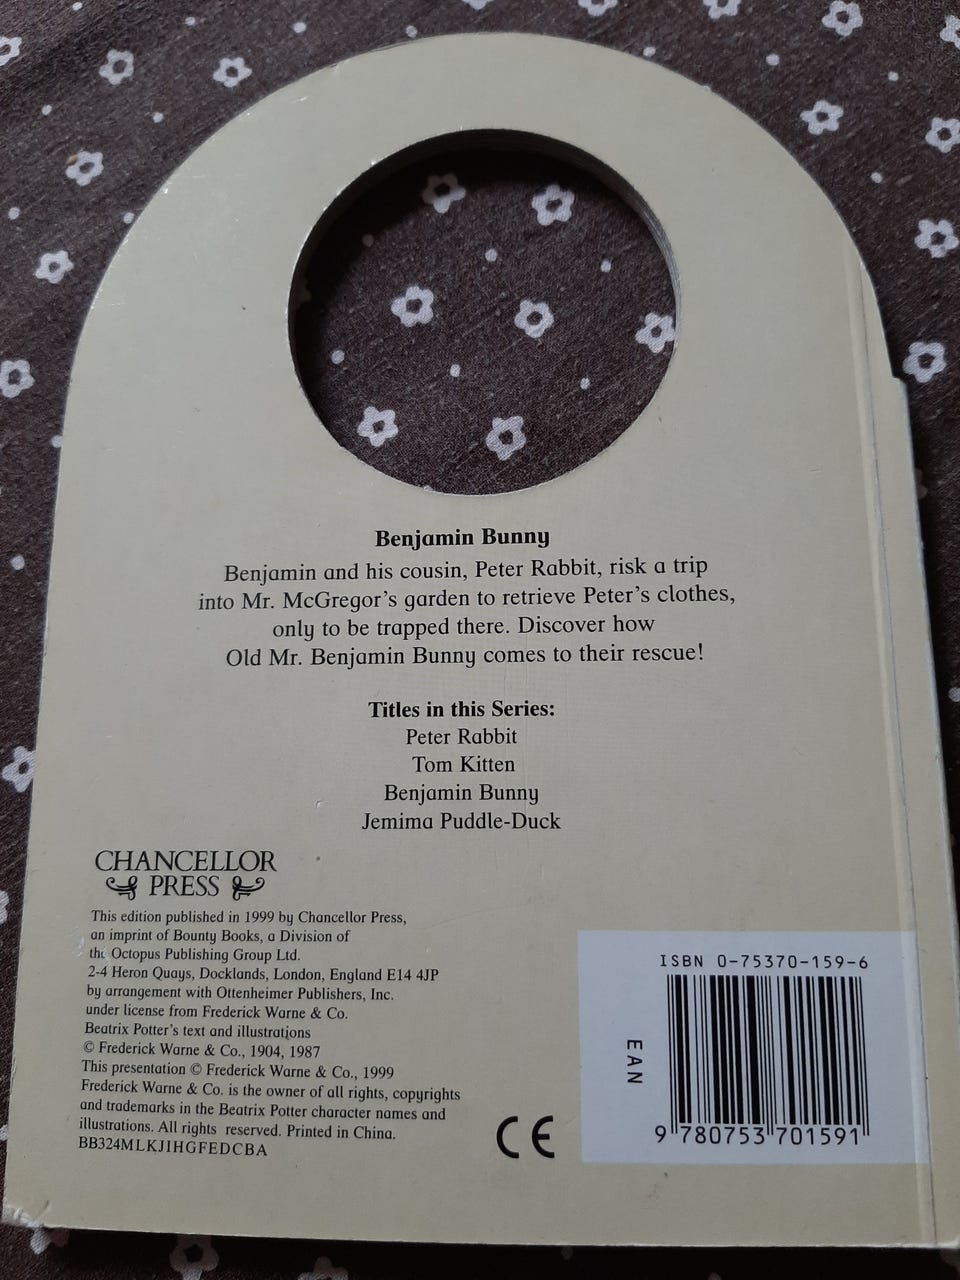 Benjamin Bunny
Benjamin and his cousin, Peter Rabbit, risk a trip
into Mr. McGregor's garden to retrieve Peter's clothes,
only to be trapped there. Discover how
Old Mr. Benjamin Bunny comes to their rescue!
Titles in this Series:
Peter Rabbit
Tom Kitten
Benjamin Bunny
Jemima Puddle-Duck
CHANCELLOR
PRESS
This edition published in 1999 by Chancellor Press,
an imprint of Bounty Books, a Division of
the Octopus Publishing Group Ltd.
2-4 Heron Quays, Docklands, London, England E14 4JP
by arrangement with Ottenheimer Publishers, Inc.
under license from Frederick Warne & Co.
Beatrix Potter's text and illustrations
© Frederick Warne & Co., 1904, 1987
This presentation © Frederick Warne & Co., 1999
Frederick Warne & Co. is the owner of all rights, copyrights
and trademarks in the Beatrix Potter character names and
illustrations. All rights reserved. Printed in China.
BB324MLKJIHGFEDCBA
CE
ISBN 0-75370-159-6
EAN
9 780753 701591